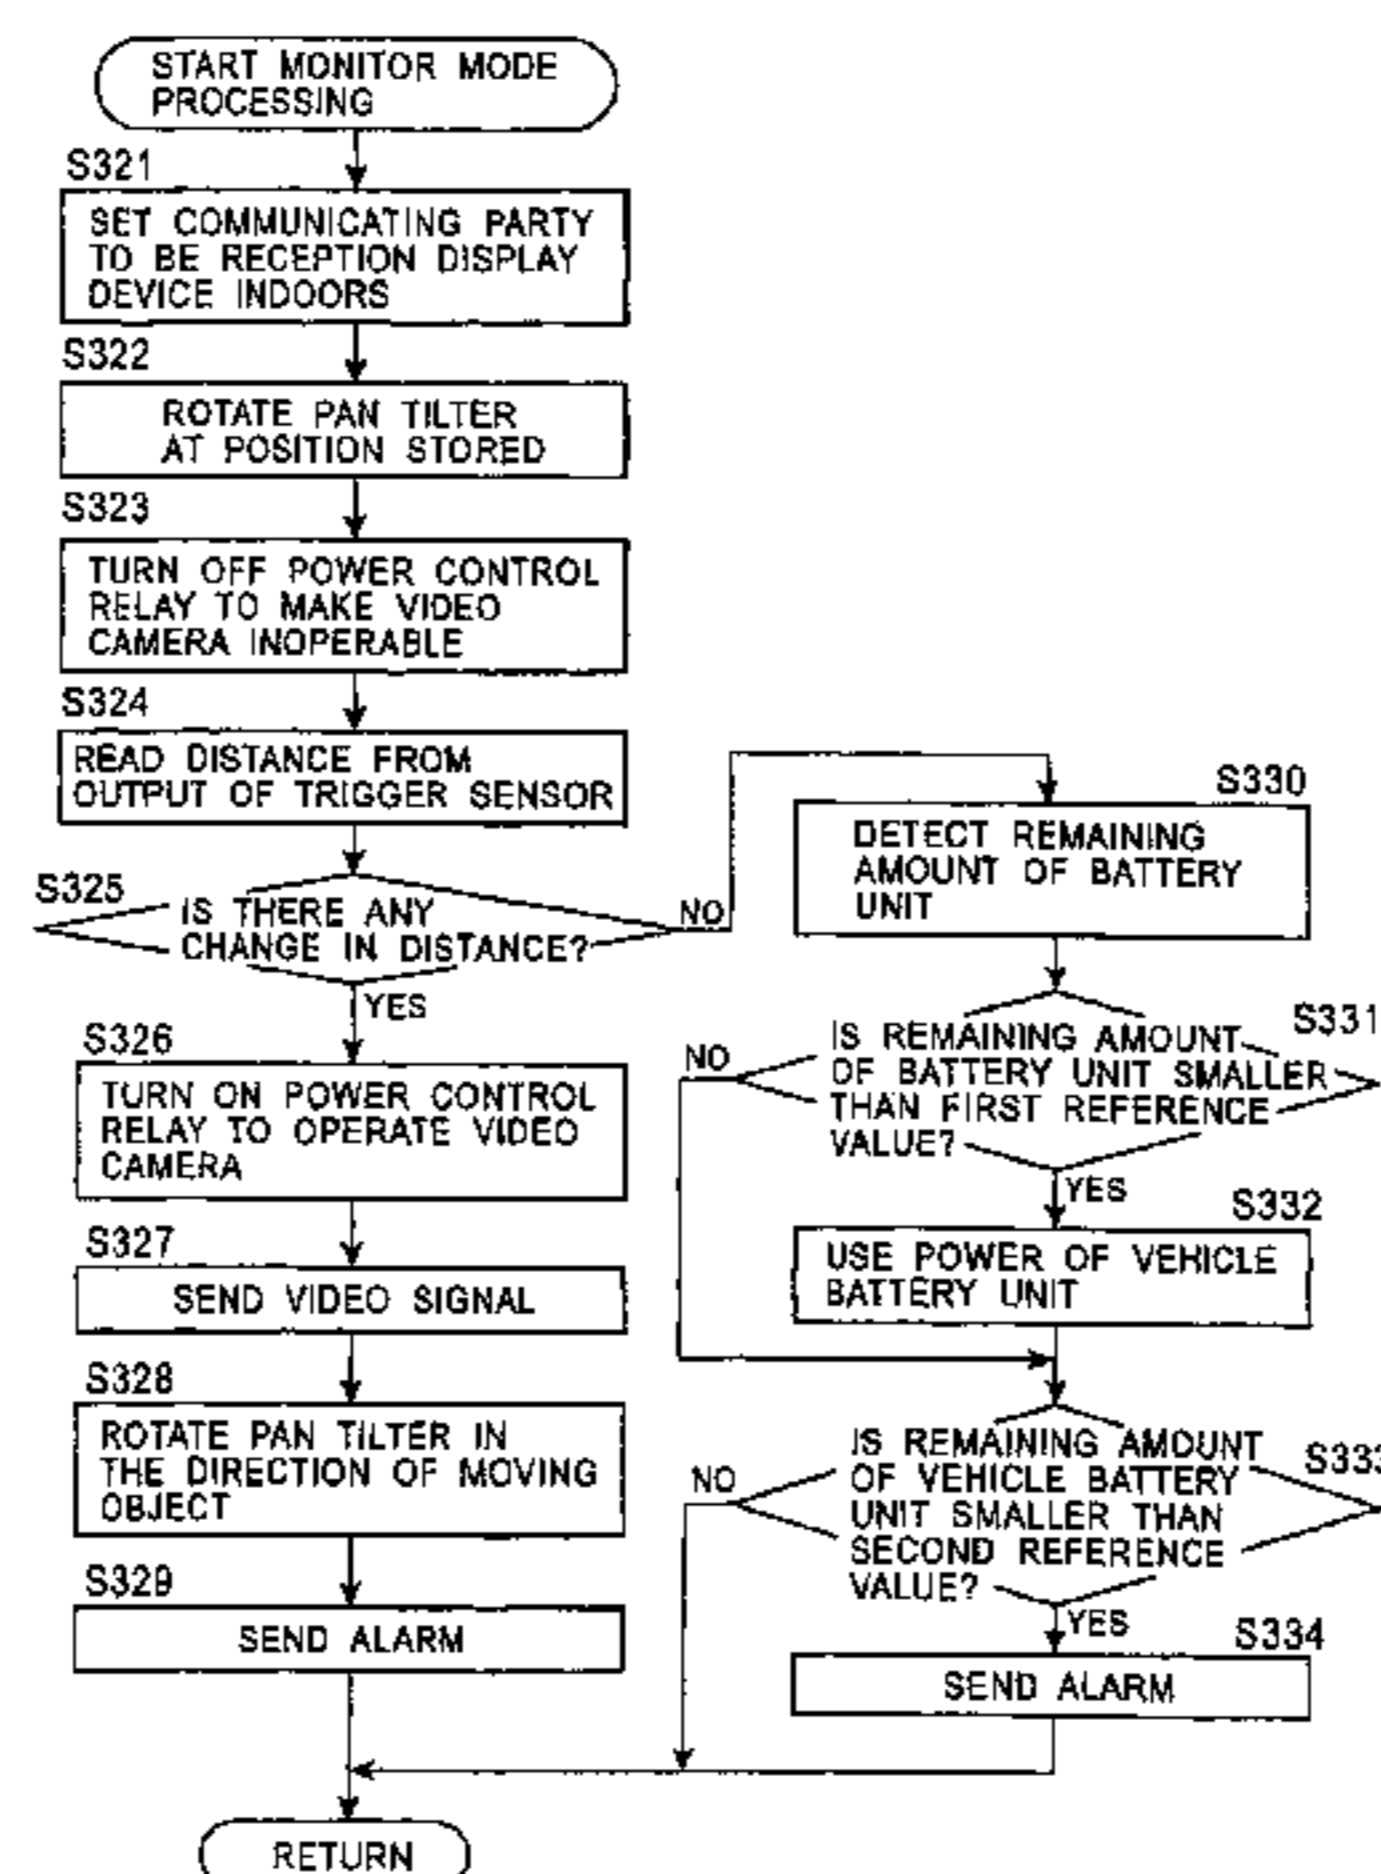 START MONITOR MODE
PROCESSING
S321
SET COMMUNICATING PARTY
TO BE RECEPTION DISPLAY
DEVICE INDOORS
S322
ROTATE PAN TILTER
AT POSITION STORED
S323
TURN OFF POWER CONTROL
RELAY TO MAKE VIDEO
CAMERA INOPERABLE
S324
READ DISTANCE FROM
OUTPUT OF TRIGGER SENSOR
S325
IS THERE ANY
CHANGE IN DISTANCE?
NO
YES
S326
TURN ON POWER CONTROL
RELAY TO OPERATE VIDEO
CAMERA
S327
SEND VIDEO SIGNAL
S328
ROTATE PAN TILTER IN
THE DIRECTION OF MOVING
OBJECT
S329
SEND ALARM
S330
DETECT REMAINING
AMOUNT OF BATTERY
UNIT
S331
IS REMAINING AMOUNT
OF BATTERY UNIT SMALLER
THAN FIRST REFERENCE
VALUE?
NO
YES
S332
USE POWER OF VEHICLE
BATTERY UNIT
S333
IS REMAINING AMOUNT
OF VEHICLE BATTERY
UNIT SMALLER THAN
SECOND REFERENCE
VALUE?
NO
YES
S334
SEND ALARM
RETURN